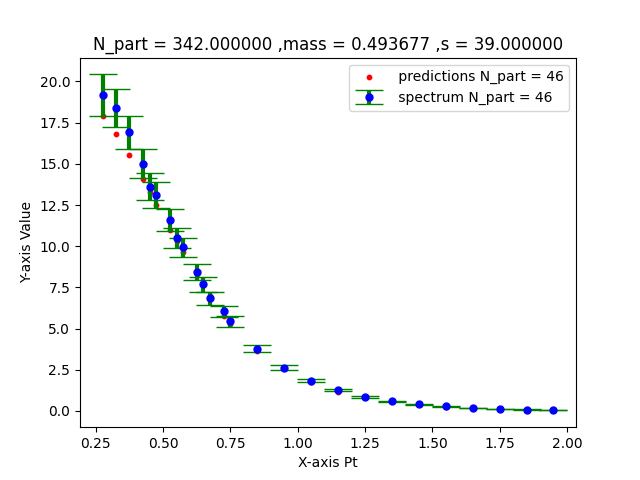 N_part = 342.000000 ,mass = 0.493677 ,s = 39.000000
predictions N_part = 46
spectrum N_part = 46
20.0
17.5
15.0
12.5
10.0
7.5
5.0
2.5
0.0
Y-axis Value
0.25 0.50 0.75 1.00 1.25 1.50 1.75 2.00
X-axis Pt